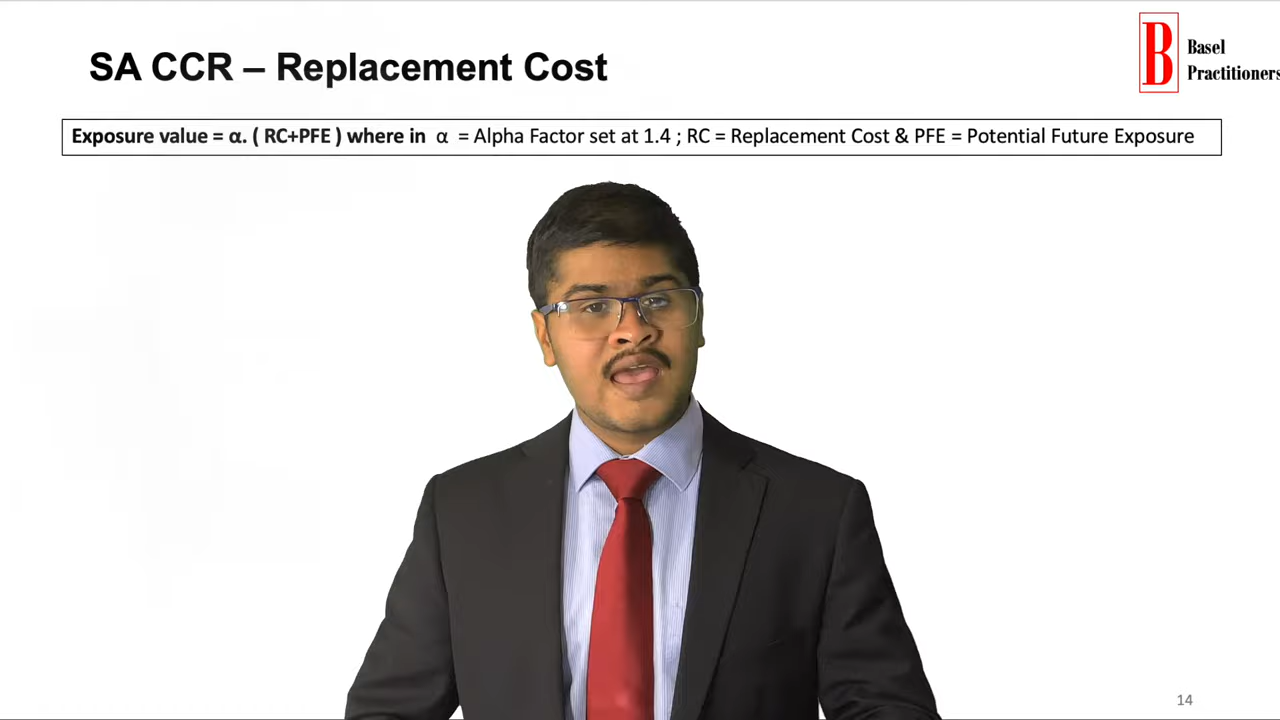 SA CCR – Replacement Cost
B
Basel
Practitioners
Exposure value = α. ( RC+PFE ) where in α = Alpha Factor set at 1.4 ; RC = Replacement Cost & PFE = Potential Future Exposure
14